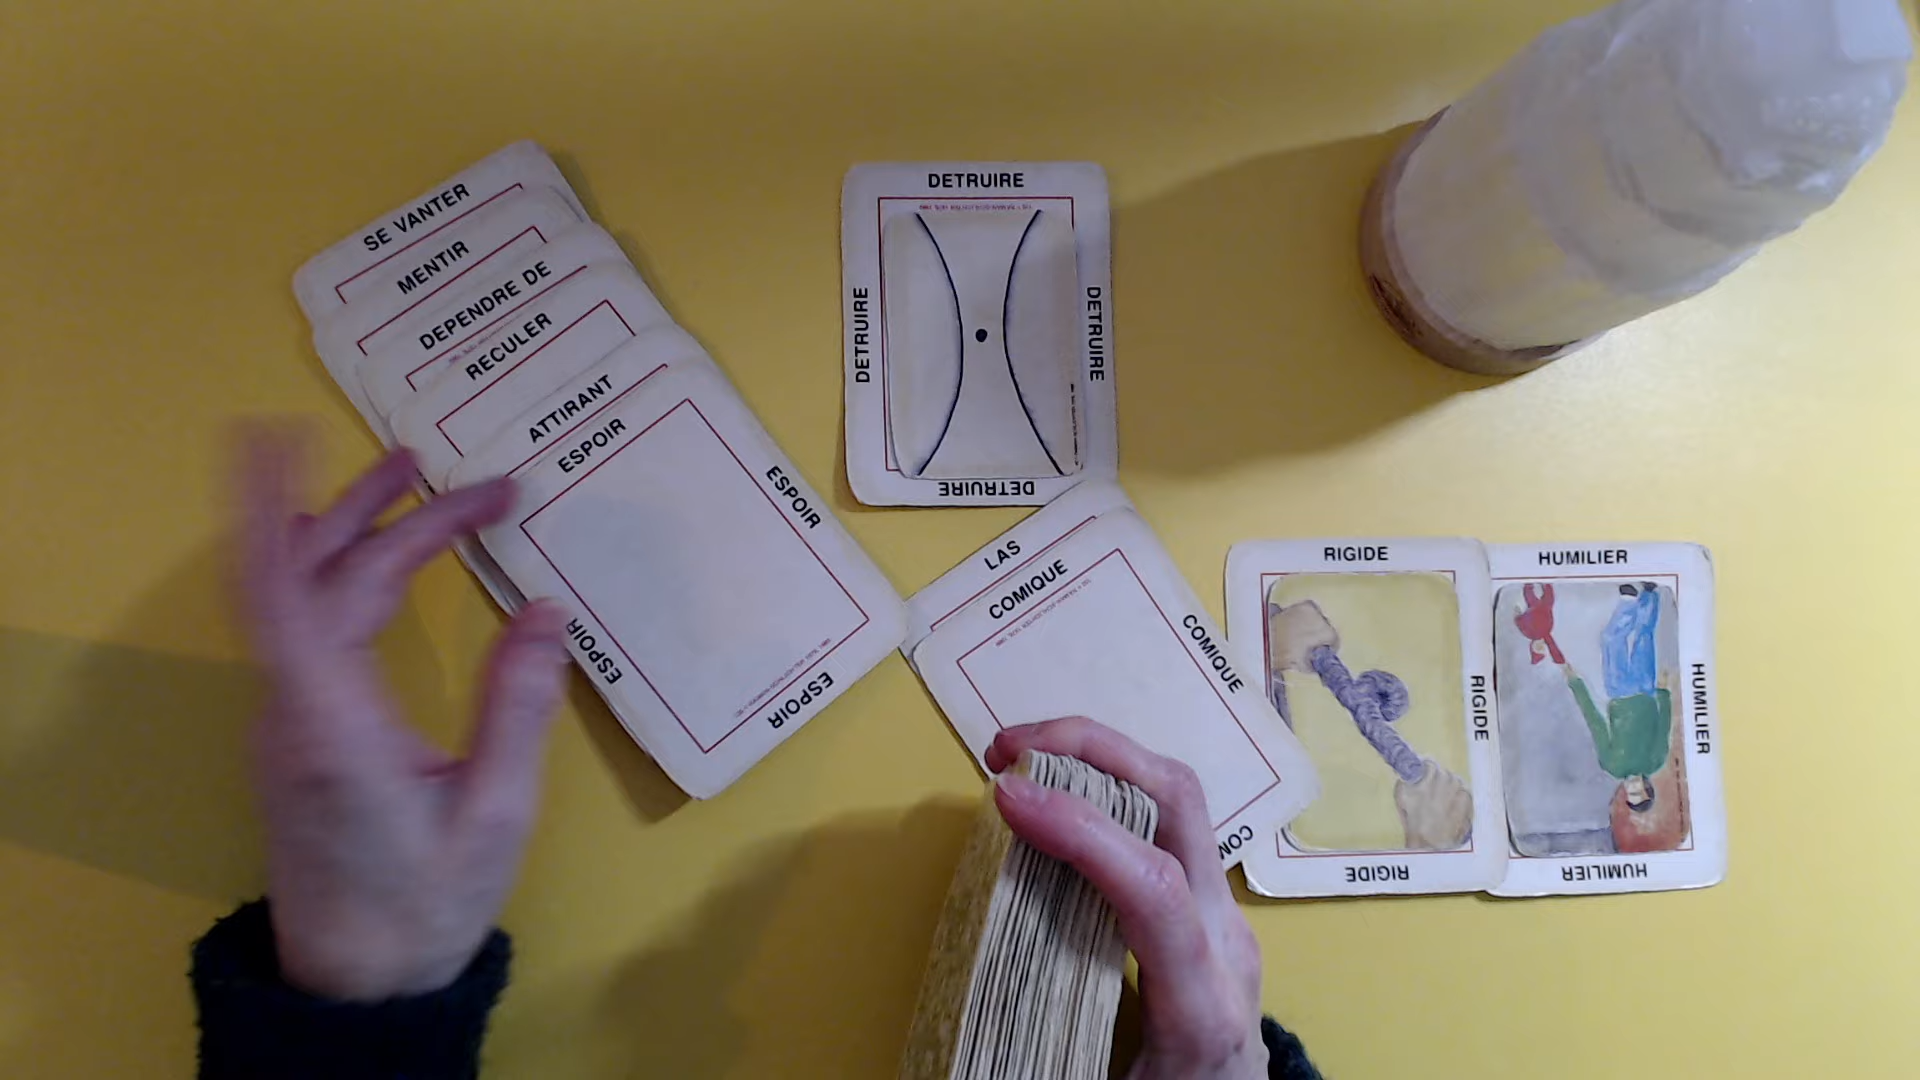 SE VANTER
MENTIR
DEPENDRE DE
RECULER
ATTIRANT
ESPOIR
ESPOIR
ESPOIR
ESPOIR
DETRUIRE
DETRUIRE
DETRUIRE
DETRUIRE
LAS
COMIQUE
COMIQUE
RIGIDE
RIGIDE
RIGIDE
HUMILIER
HUMILIER
HUMILIER